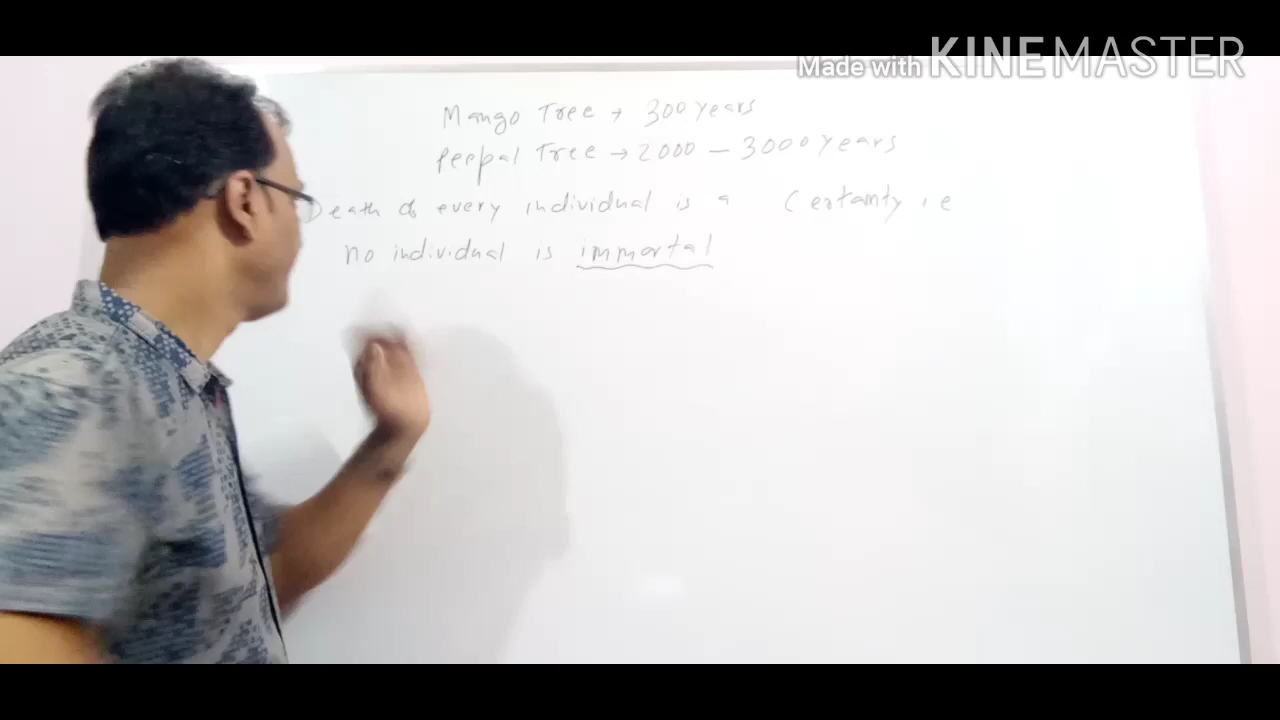 Made with KINEMASTER
Mango Tree → 300 years
Peepal Tree → 2000 – 3000 years
Death of every individual is a Certainty i.e
no individual is immortal